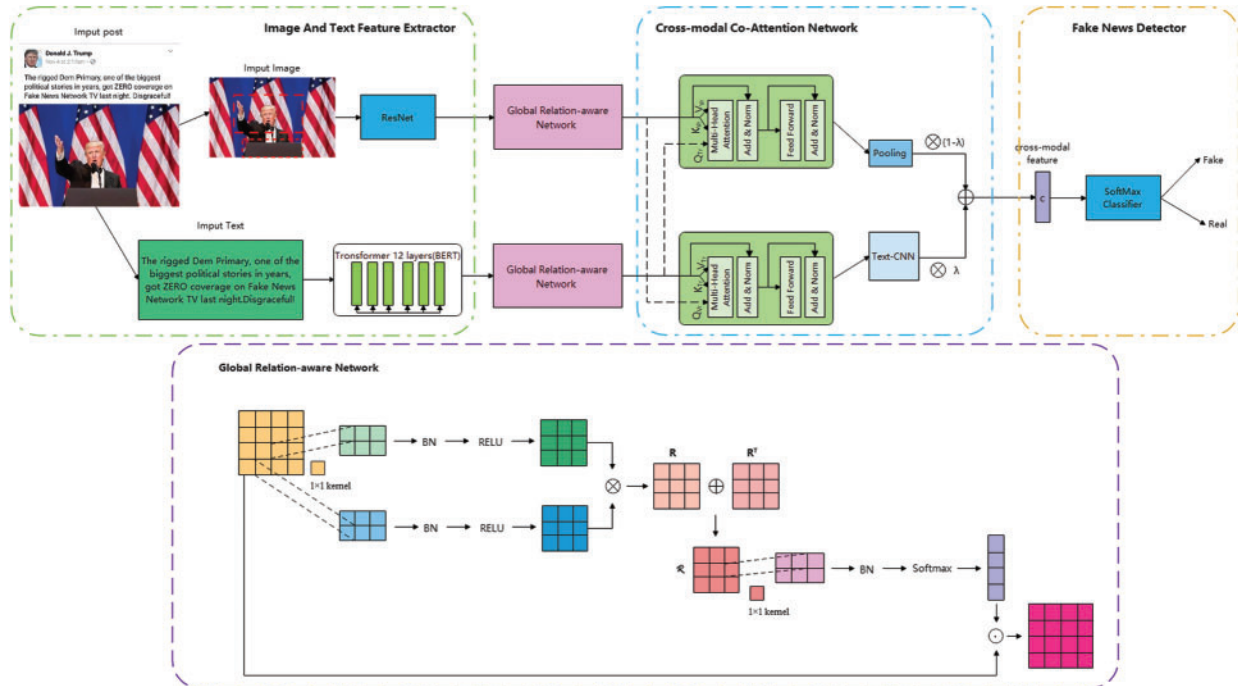 Imput post
Donald J. Trump
The rigged Dem Primary, one of the biggest
political stories in years, got ZERO coverage on
Fake News Network TV last night. Disgraceful!
Image And Text Feature Extractor
Imput Image
ResNet
Imput Text
The rigged Dem Primary, one of the
biggest political stories in years,
got ZERO coverage on Fake News
Network TV last night.Disgraceful!
Tronsformer 12 layers(BERT)
Global Relation-aware
Network
Global Relation-aware
Network
Cross-modal Co-Attention Network
Multi-Head
Attention
Add & Norm
Feed Forward
Add & Norm
Pooling
(1-λ)
Multi-Head
Attention
Add & Norm
Feed Forward
Add & Norm
Text-CNN
λ
Fake News Detector
cross-modal
feature
c
SoftMax
Classifier
Fake
Real
Global Relation-aware Network
1×1 kernel
BN
RELU
BN
RELU
R
Rᵀ
ℛ
1×1 kernel
BN
Softmax